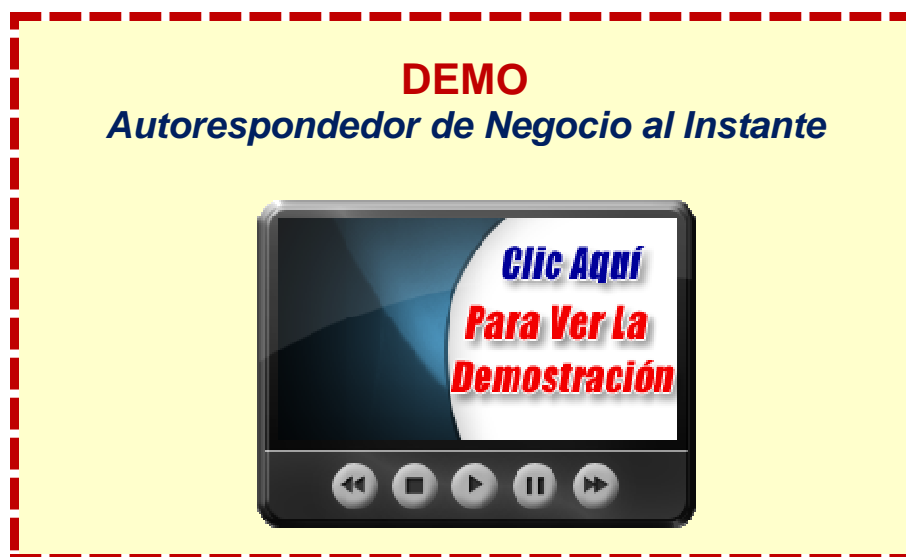 DEMO
Autorespondedor de Negocio al Instante
Clic Aquí
Para Ver La
Demostración